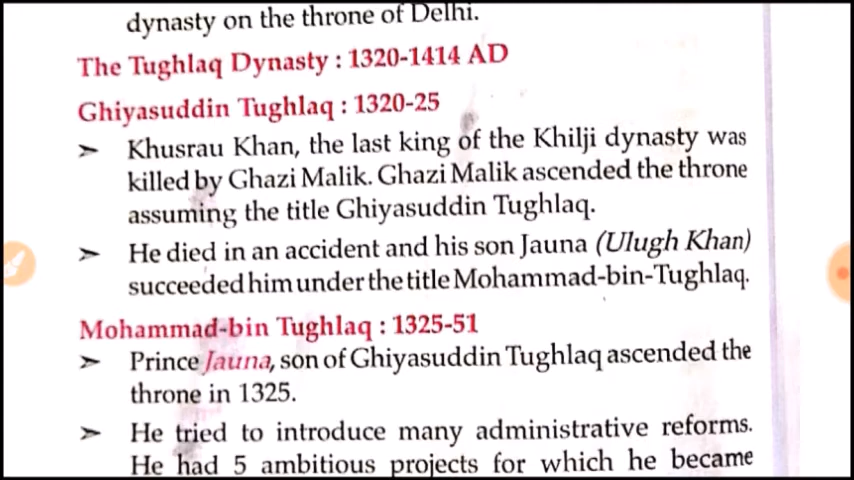 dynasty on the throne of Delhi.
The Tughlaq Dynasty : 1320-1414 AD
Ghiyasuddin Tughlaq : 1320-25
➢ Khusrau Khan, the last king of the Khilji dynasty was
killed by Ghazi Malik. Ghazi Malik ascended the throne
assuming the title Ghiyasuddin Tughlaq.
➢ He died in an accident and his son Jauna (Ulugh Khan)
succeeded him under the title Mohammad-bin-Tughlaq.
Mohammad-bin Tughlaq : 1325-51
➢ Prince Jauna, son of Ghiyasuddin Tughlaq ascended the
throne in 1325.
➢ He tried to introduce many administrative reforms.
He had 5 ambitious projects for which he became